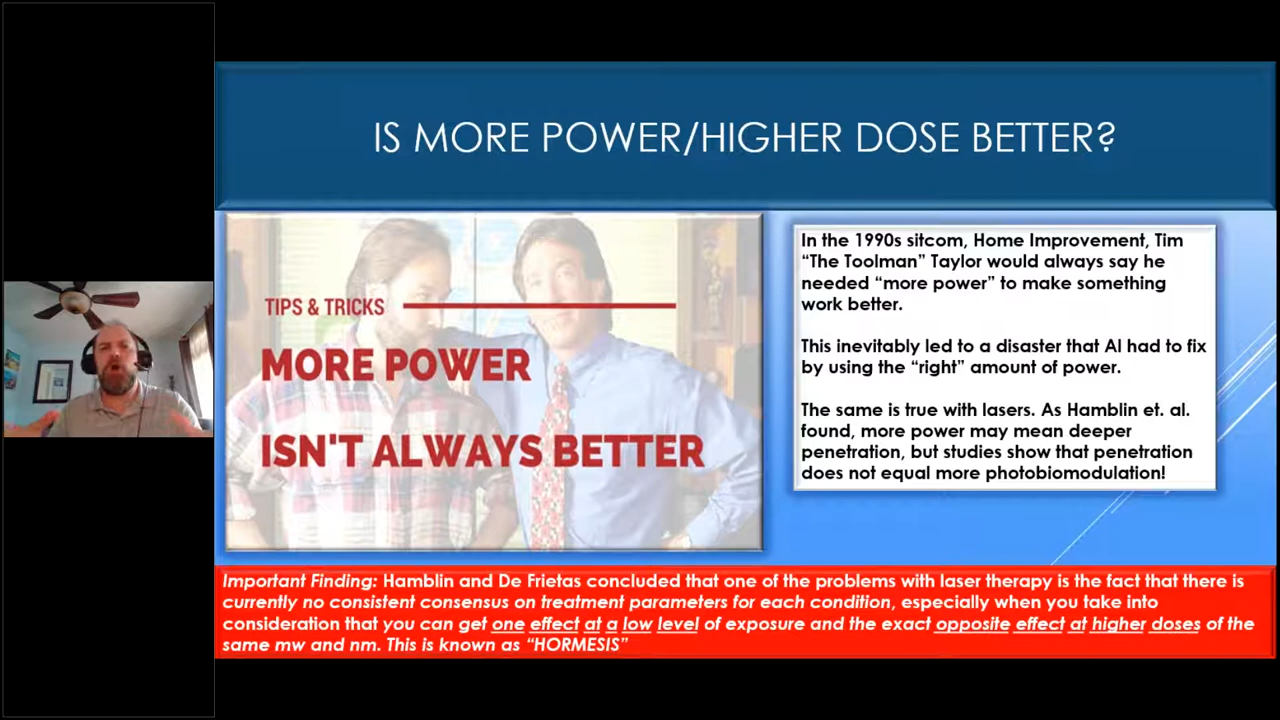 IS MORE POWER/HIGHER DOSE BETTER?
TIPS & TRICKS
MORE POWER
ISN'T ALWAYS BETTER
In the 1990s sitcom, Home Improvement, Tim
“The Toolman” Taylor would always say he
needed “more power” to make something
work better.
This inevitably led to a disaster that Al had to fix
by using the “right” amount of power.
The same is true with lasers. As Hamblin et. al.
found, more power may mean deeper
penetration, but studies show that penetration
does not equal more photobiomodulation!
Important Finding: Hamblin and De Frietas concluded that one of the problems with laser therapy is the fact that there is
currently no consistent consensus on treatment parameters for each condition, especially when you take into
consideration that you can get one effect at a low level of exposure and the exact opposite effect at higher doses of the
same mw and nm. This is known as “HORMESIS”